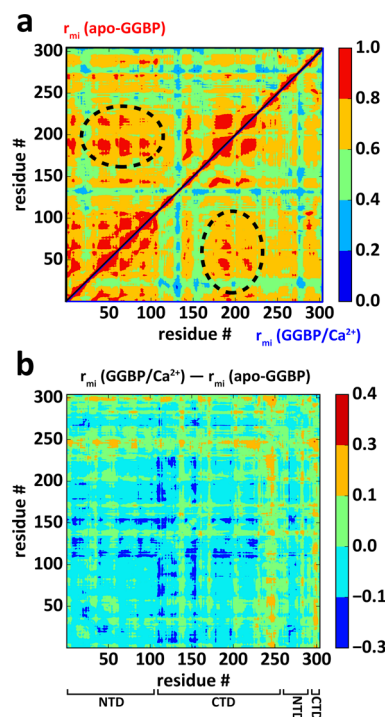 a
r_mi (apo-GGBP)
300
250
200
150
100
50
residue #
50 100 150 200 250 300
residue #
r_mi (GGBP/Ca²⁺)
1.0
0.8
0.6
0.4
0.2
0.0
b
r_mi (GGBP/Ca²⁺) — r_mi (apo-GGBP)
300
250
200
150
100
50
residue #
50 100 150 200 250 300
residue #
0.4
0.3
0.1
0.0
−0.1
−0.3
NTD CTD NTD CTD